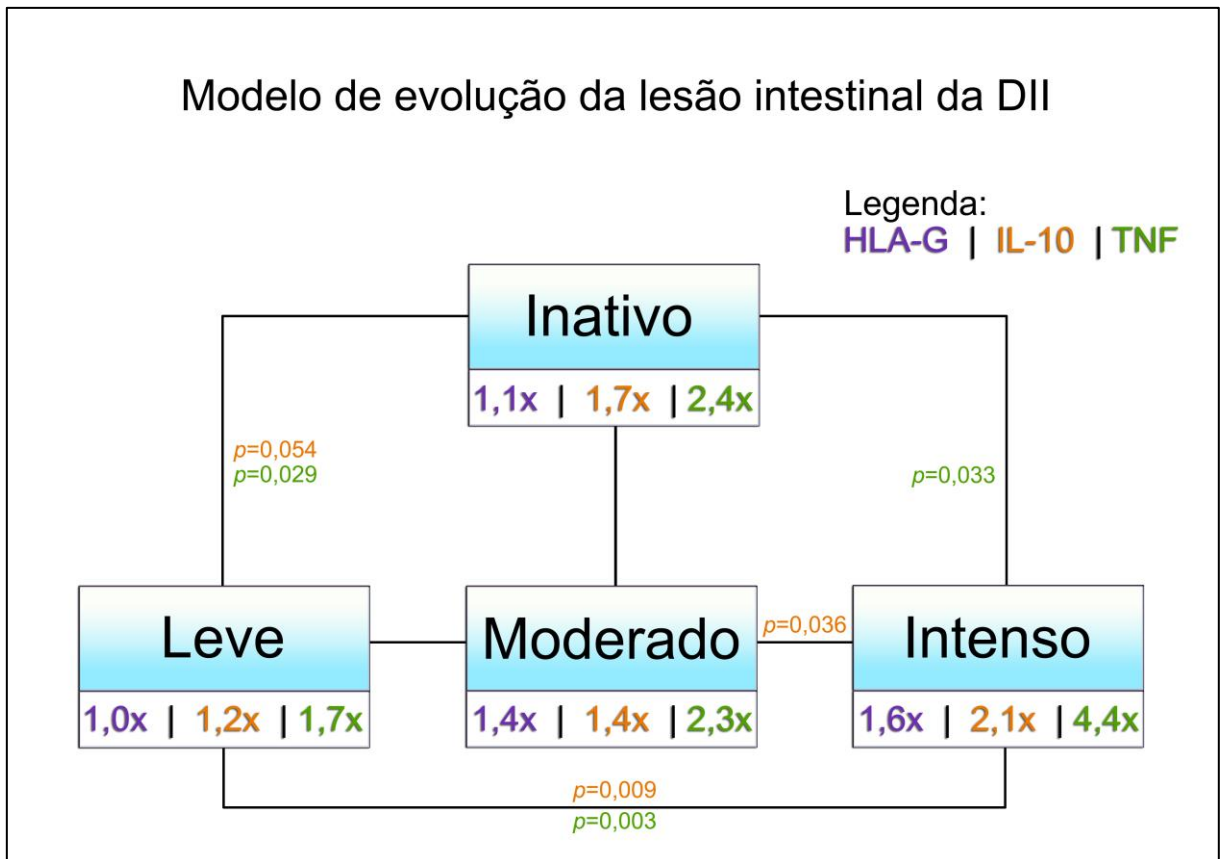 Modelo de evolução da lesão intestinal da DII
Legenda:
HLA-G | IL-10 | TNF
Inativo
1,1x | 1,7x | 2,4x
p=0,054
p=0,029
p=0,033
Leve
1,0x | 1,2x | 1,7x
Moderado
1,4x | 1,4x | 2,3x
p=0,036
Intenso
1,6x | 2,1x | 4,4x
p=0,009
p=0,003